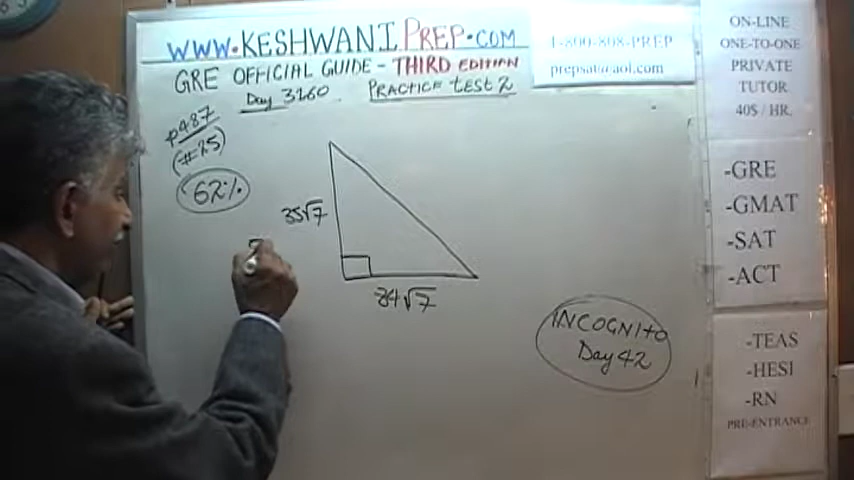 WWW.KESHWANIPREP.COM
GRE OFFICIAL GUIDE - THIRD EDITION
Day 3160 PRACTICE TEST 2
p487
(#25)
62%
35√7
84√7
INCOGNITO
Day 42
1-800-808-PREP
prepsat@aol.com
ON-LINE
ONE-TO-ONE
PRIVATE
TUTOR
40$ / HR.
-GRE
-GMAT
-SAT
-ACT
-TEAS
-HESI
-RN
PRE-ENTRANCE